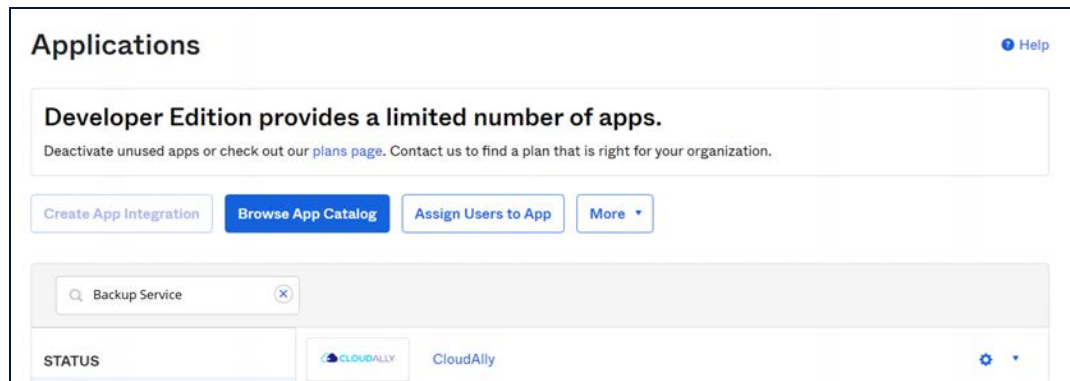 Applications
Help
Developer Edition provides a limited number of apps.
Deactivate unused apps or check out our plans page. Contact us to find a plan that is right for your organization.
Create App Integration Browse App Catalog Assign Users to App More
Backup Service
STATUS CLOUDALLY CloudAlly